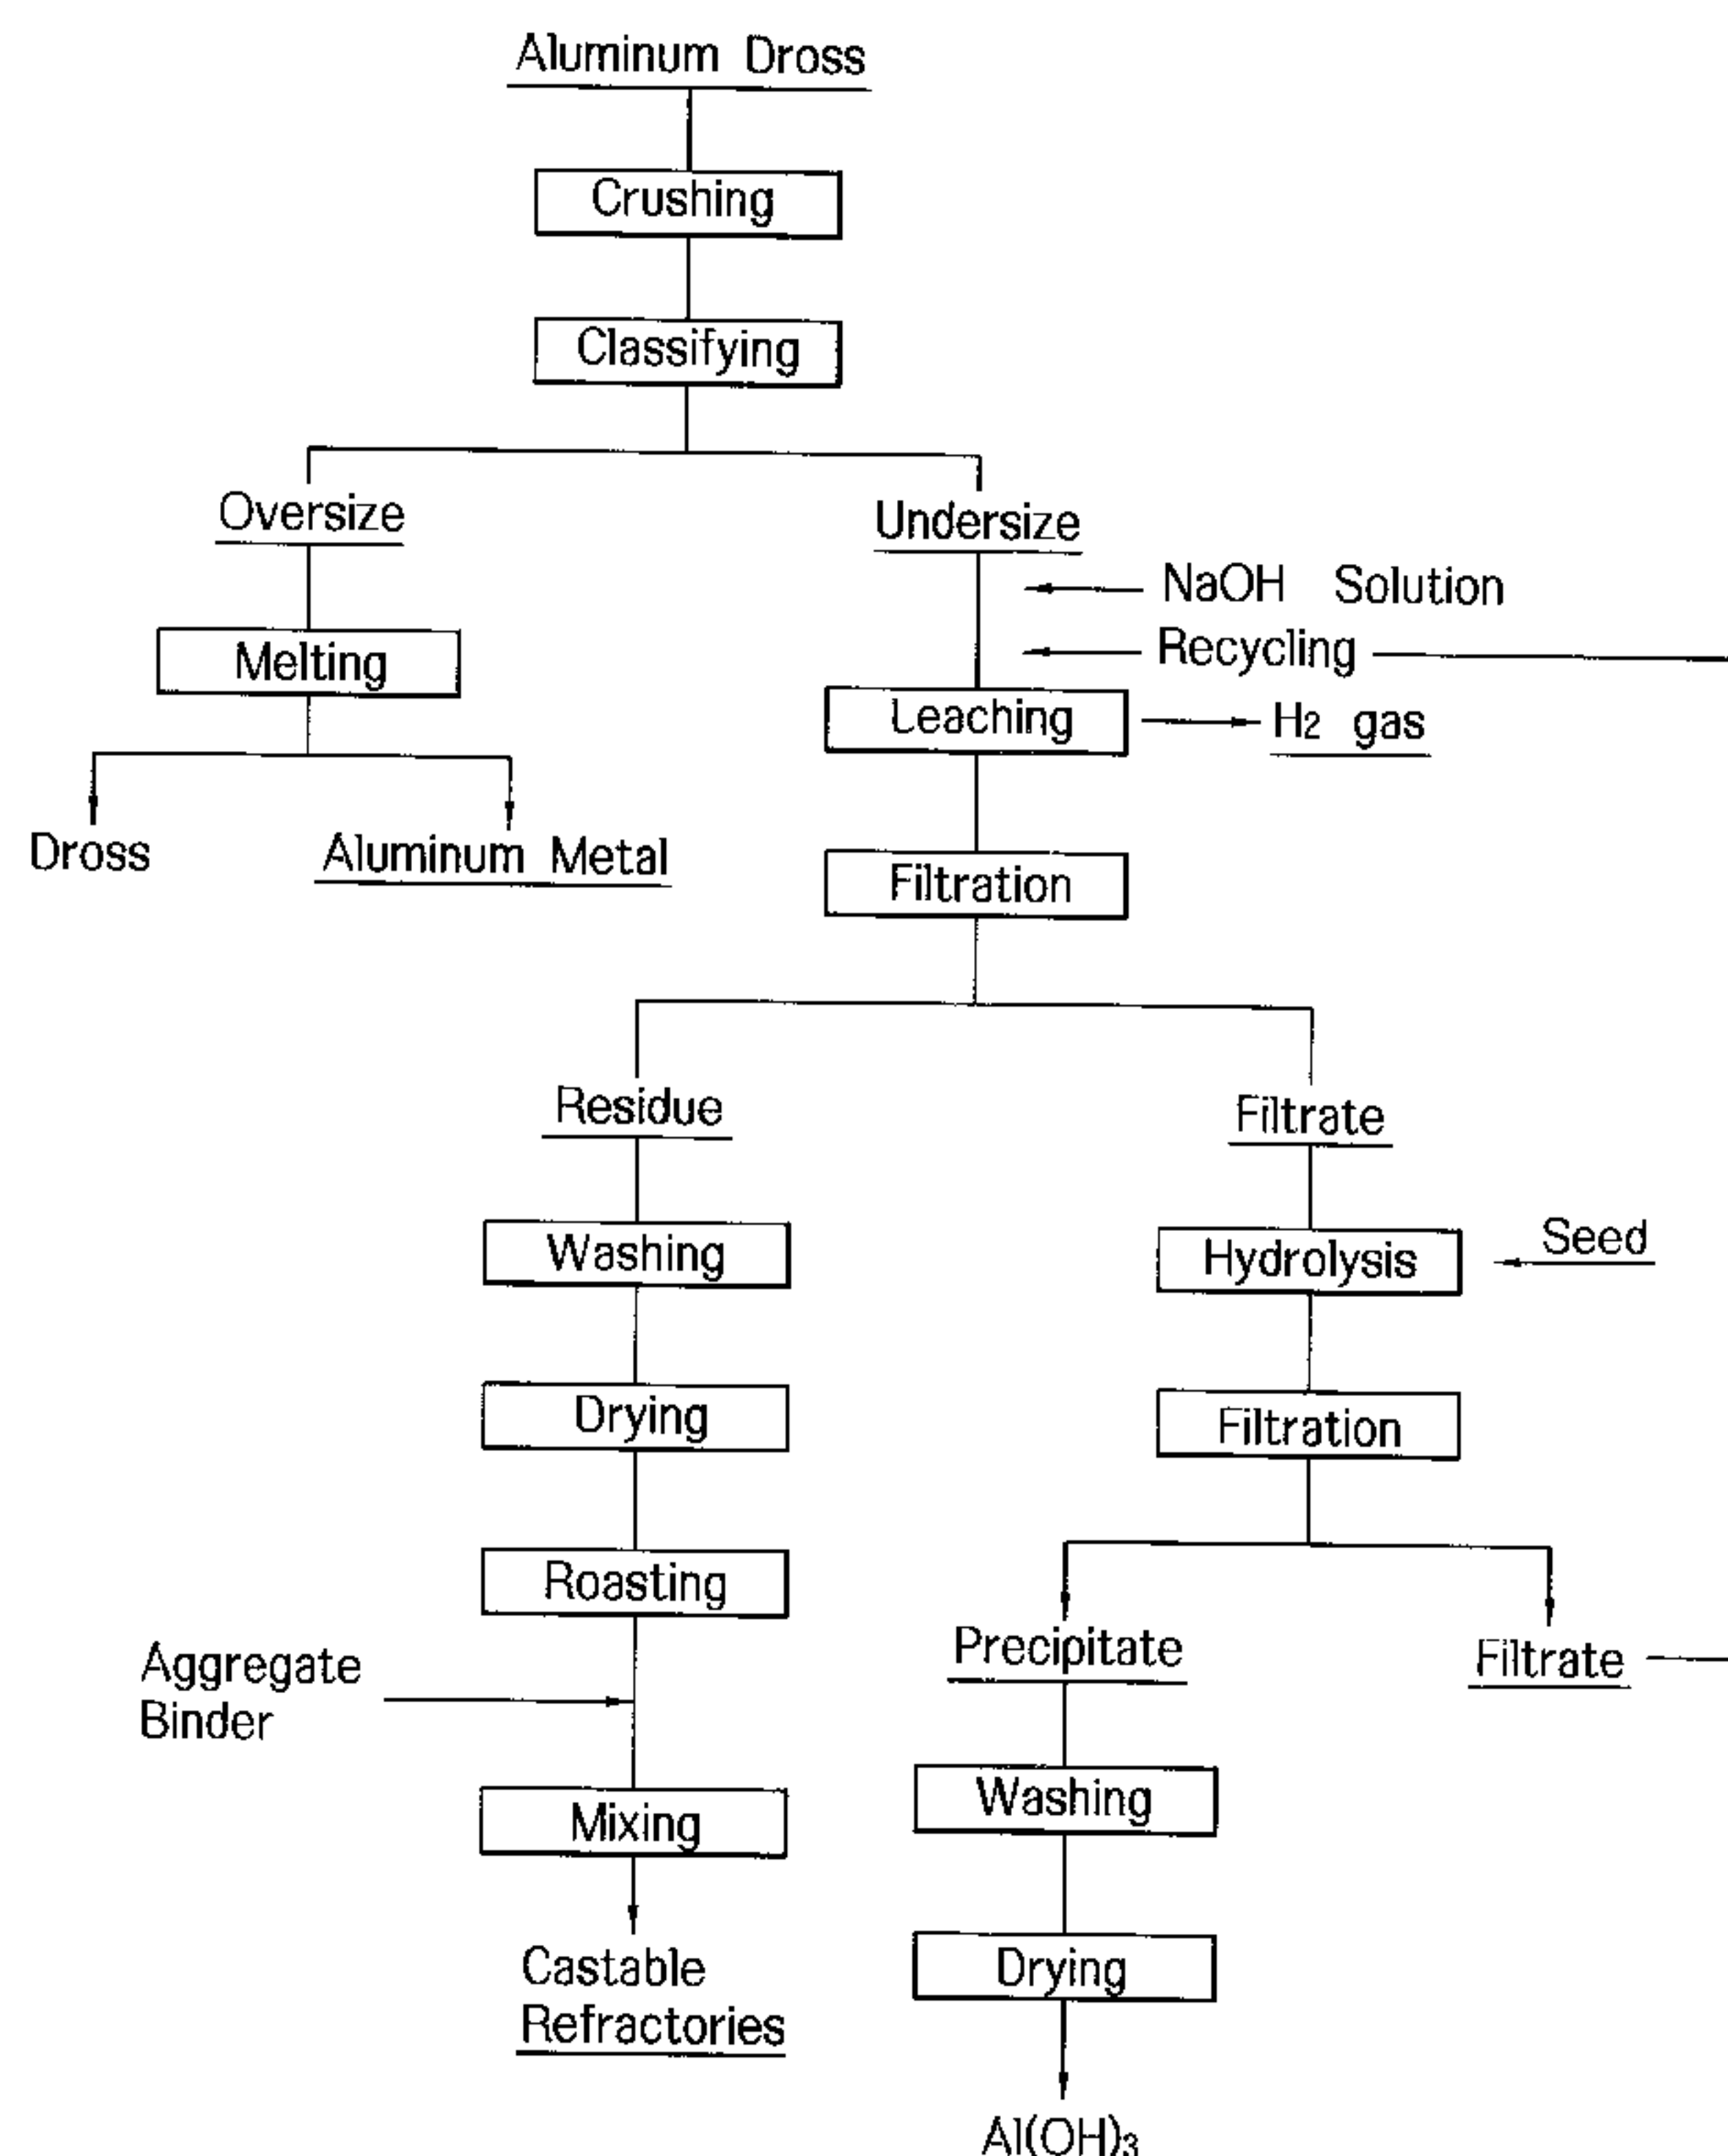 Aluminum Dross
Crushing
Classifying
Oversize
Undersize
NaOH Solution
Recycling
Melting
Leaching
H2 gas
Dross
Aluminum Metal
Filtration
Residue
Filtrate
Washing
Hydrolysis
Seed
Drying
Filtration
Roasting
Aggregate
Binder
Precipitate
Filtrate
Mixing
Washing
Castable
Refractories
Drying
Al(OH)3